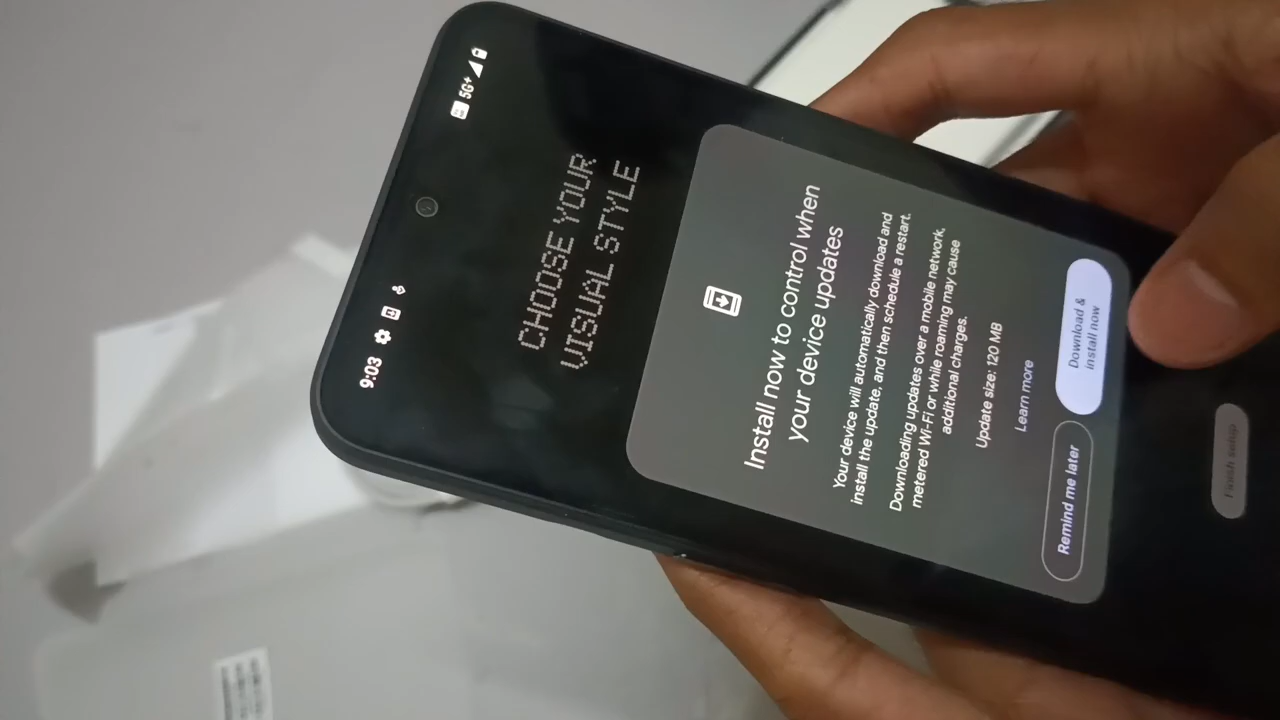 9:03
5G+
CHOOSE YOUR
VISUAL STYLE
Install now to control when
your device updates
Your device will automatically download and
install the update, and then schedule a restart.
Downloading updates over a mobile network,
metered Wi-Fi or while roaming may cause
additional charges.
Update size: 120 MB
Learn more
Remind me later
Download &
install now
Finish setup